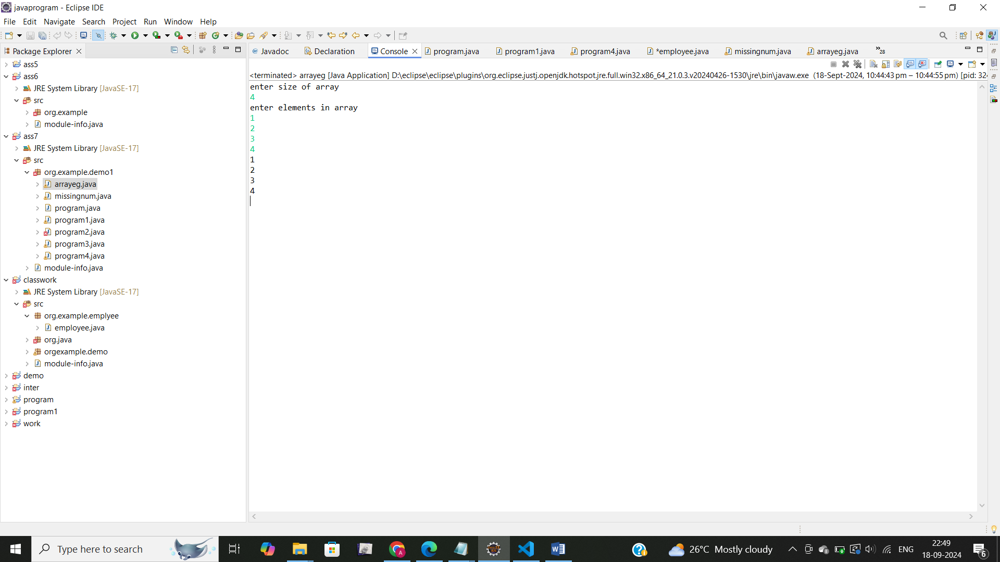 javaprogram - Eclipse IDE
File Edit Navigate Search Project Run Window Help
Package Explorer
ass5
ass6
JRE System Library [JavaSE-17]
src
org.example
module-info.java
ass7
JRE System Library [JavaSE-17]
src
org.example.demo1
arrayeg.java
missingnum.java
program.java
program1.java
program2.java
program3.java
program4.java
module-info.java
classwork
JRE System Library [JavaSE-17]
src
org.example.emplyee
employee.java
org.java
orgexample.demo
module-info.java
demo
inter
program
program1
work
@ Javadoc Declaration Console program.java program1.java program4.java *employee.java missingnum.java arrayeg.java »28
<terminated> arrayeg [Java Application] D:\eclipse\eclipse\plugins\org.eclipse.justj.openjdk.hotspot.jre.full.win32.x86_64_21.0.3.v20240426-1530\jre\bin\javaw.exe (18-Sept-2024, 10:44:43 pm – 10:44:55 pm) [pid: 324
enter size of array
4
enter elements in array
1
2
3
4
1
2
3
4
Type here to search
26°C Mostly cloudy
ENG
22:49
18-09-2024
6